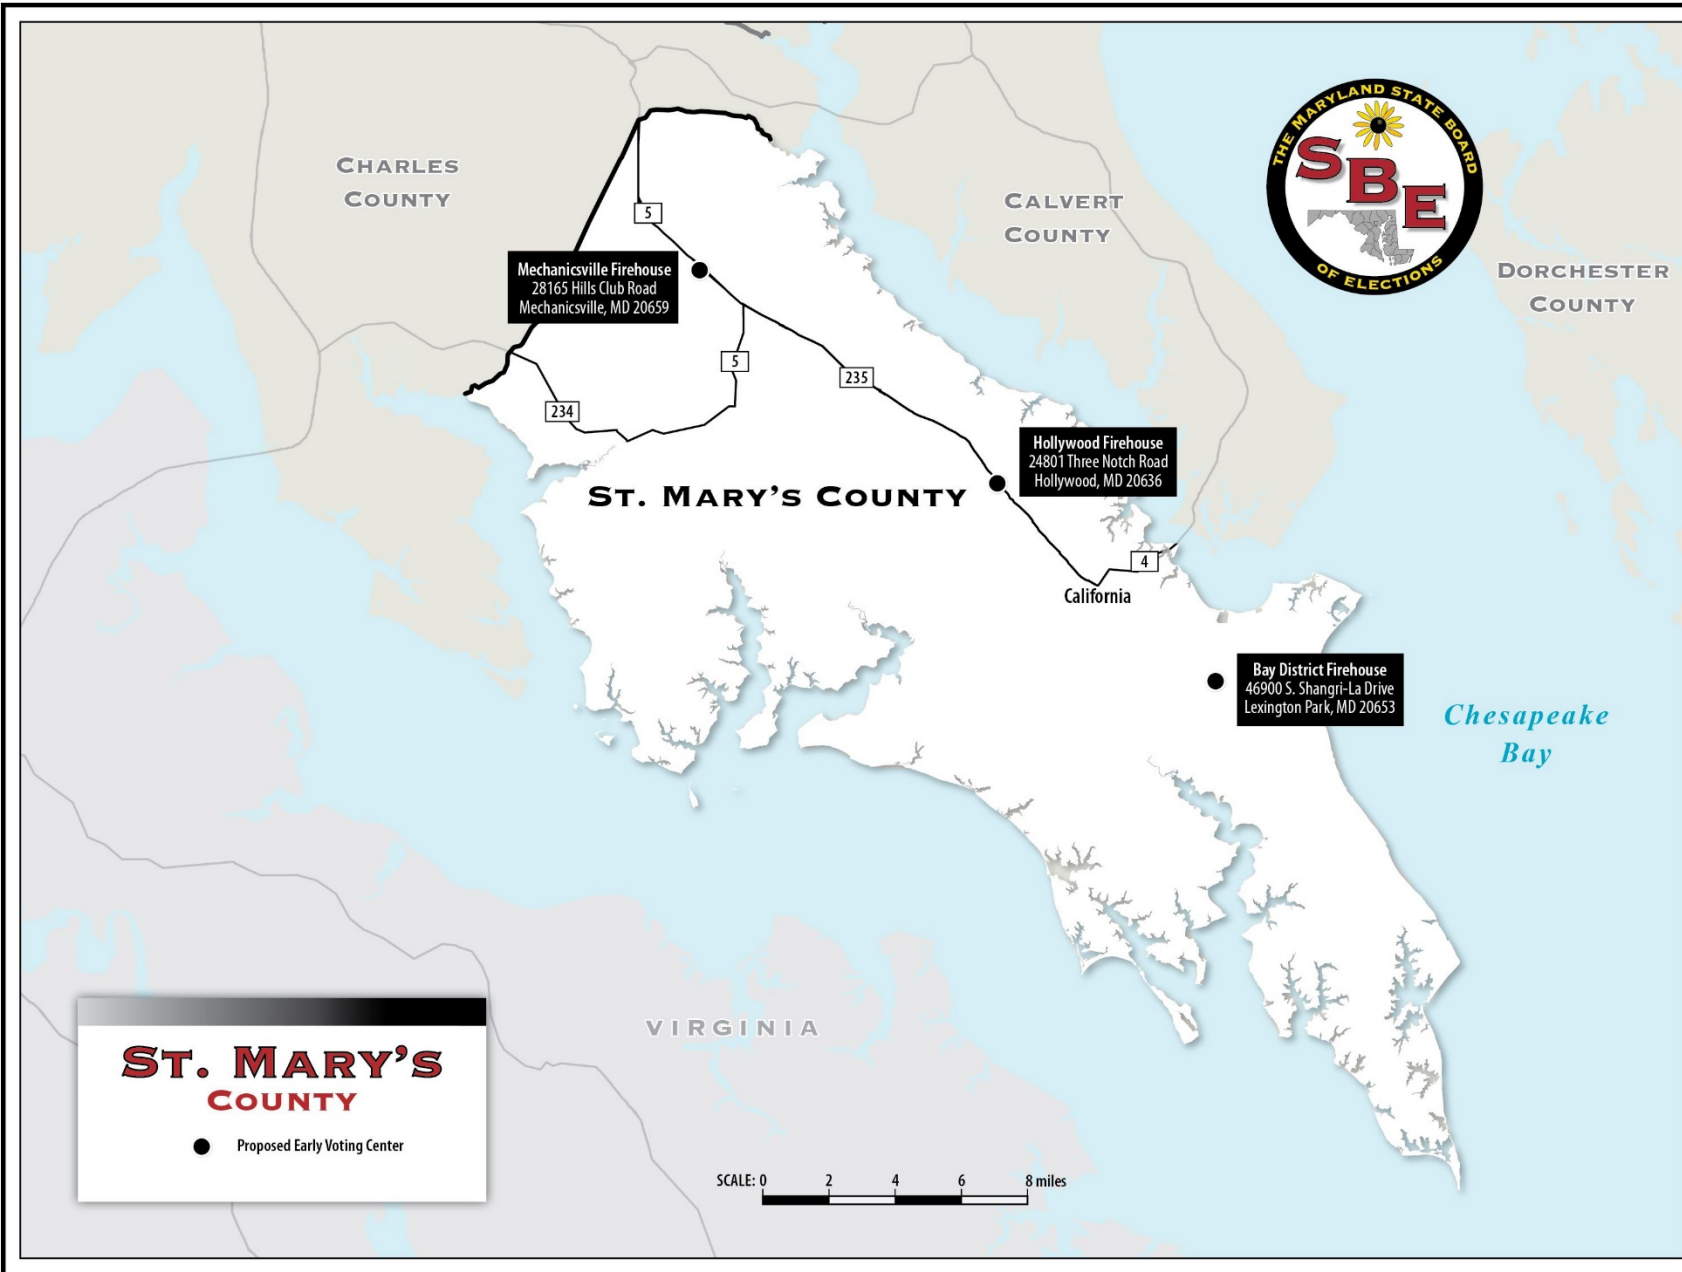 THE MARYLAND STATE BOARD
SBE
OF ELECTIONS
CHARLES
COUNTY
CALVERT
COUNTY
DORCHESTER
COUNTY
5
Mechanicsville Firehouse
28165 Hills Club Road
Mechanicsville, MD 20659
5
235
234
Hollywood Firehouse
24801 Three Notch Road
Hollywood, MD 20636
ST. MARY'S COUNTY
4
California
Bay District Firehouse
46900 S. Shangri-La Drive
Lexington Park, MD 20653
Chesapeake
Bay
VIRGINIA
ST. MARY'S
COUNTY
Proposed Early Voting Center
SCALE: 0 2 4 6 8 miles